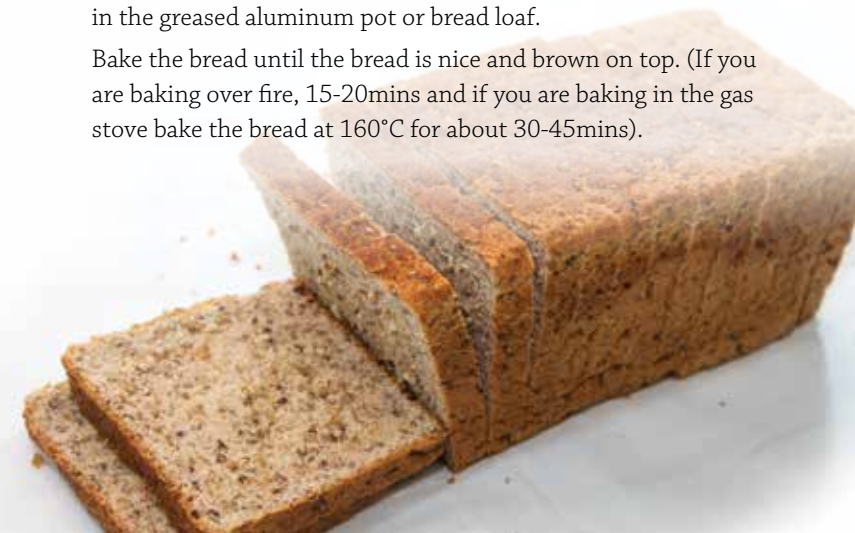 in the greased aluminum pot or bread loaf.
Bake the bread until the bread is nice and brown on top. (If you
are baking over fire, 15-20mins and if you are baking in the gas
stove bake the bread at 160°C for about 30-45mins).